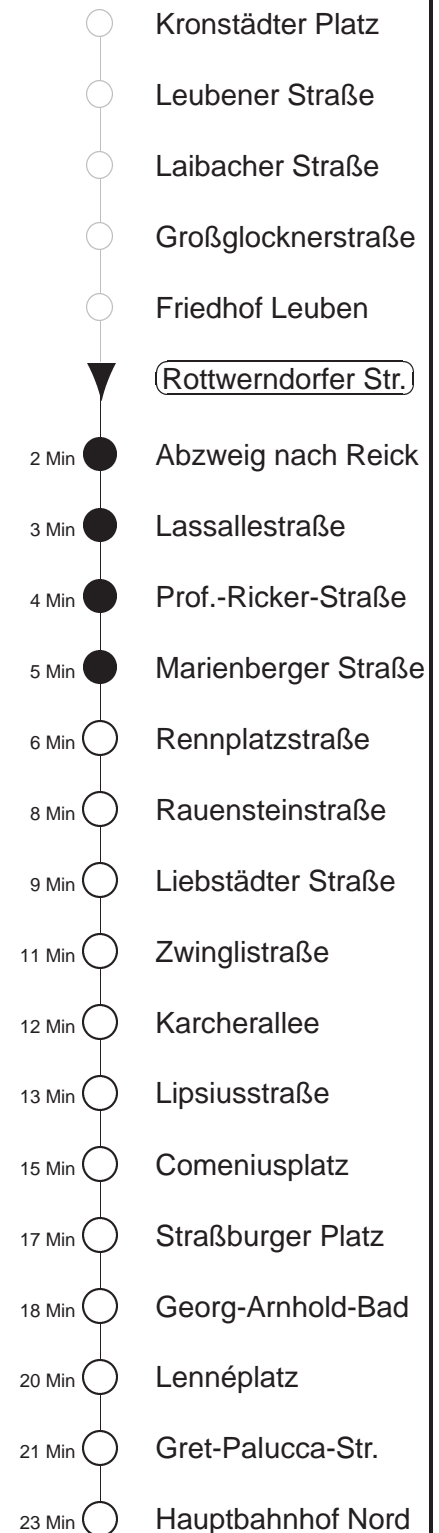 Kronstädter Platz
Leubener Straße
Laibacher Straße
Großglocknerstraße
Friedhof Leuben
Rottwerndorfer Str.
2 Min Abzweig nach Reick
3 Min Lassallestraße
4 Min Prof.-Ricker-Straße
5 Min Marienberger Straße
6 Min Rennplatzstraße
8 Min Rauensteinstraße
9 Min Liebstädter Straße
11 Min Zwinglistraße
12 Min Karcherallee
13 Min Lipsiusstraße
15 Min Comeniusplatz
17 Min Straßburger Platz
18 Min Georg-Arnhold-Bad
20 Min Lennéplatz
21 Min Gret-Palucca-Str.
23 Min Hauptbahnhof Nord